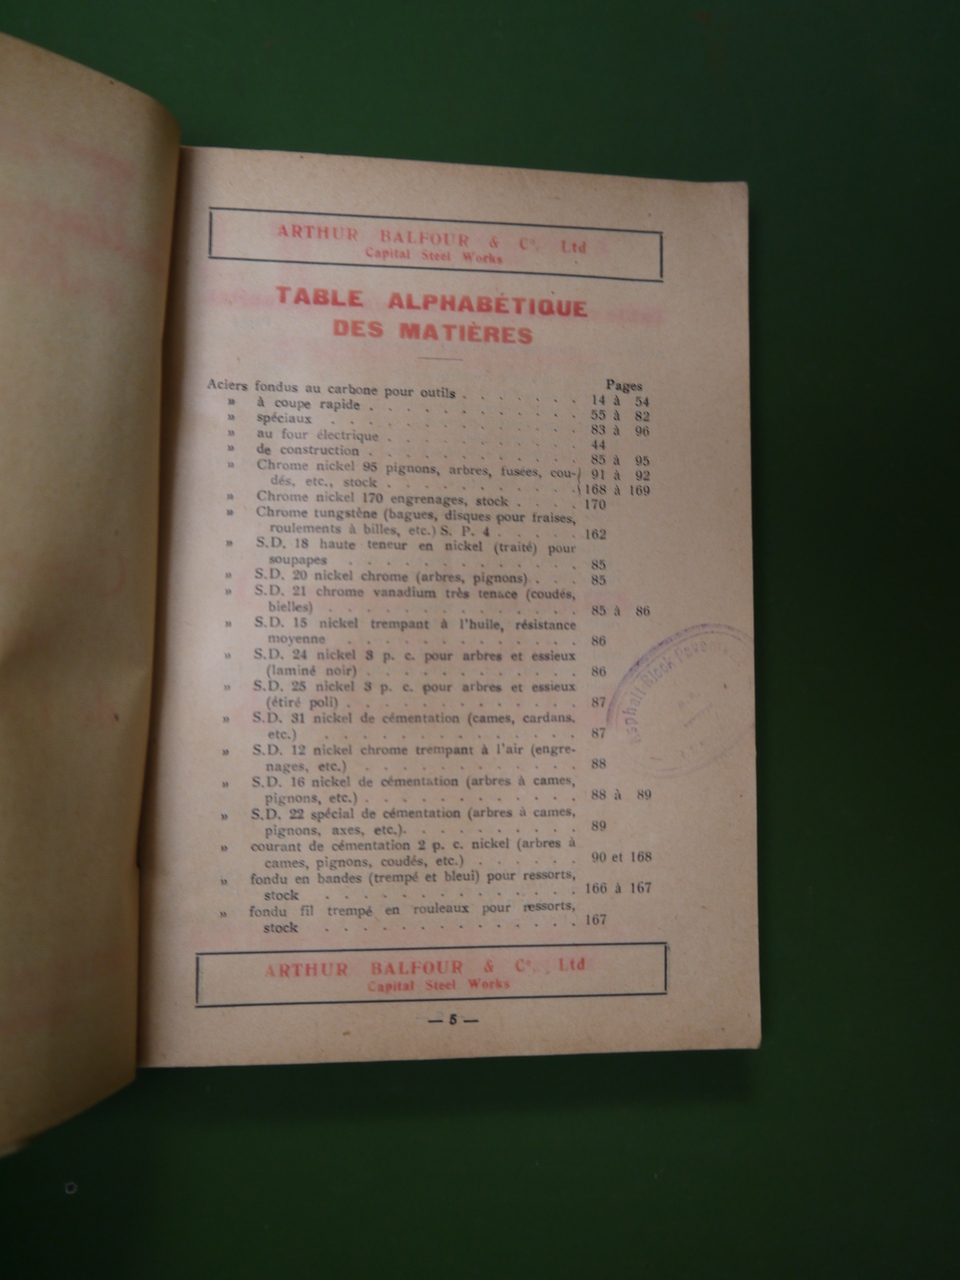 ARTHUR BALFOUR & Co. Ltd
Capital Steel Works
TABLE ALPHABÉTIQUE
DES MATIÈRES
Pages
Aciers fondus au carbone pour outils . . . . . . . 14 à 54
» à coupe rapide . . . . . . . . . . . 55 à 82
» spéciaux . . . . . . . . . . . . . 83 à 96
» au four électrique . . . . . . . . . . 44
» de construction . . . . . . . . . . . 85 à 95
» Chrome nickel 95 pignons, arbres, fusées, cou- 91 à 92
dés, etc., stock . . . . . . . . . . 168 à 169
» Chrome nickel 170 engrenages, stock . . . . 170
» Chrome tungstène (bagues, disques pour fraises,
roulements à billes, etc.) S. P. 4 . . . . . 162
» S.D. 18 haute teneur en nickel (traité) pour
soupapes . . . . . . . . . . . . 85
» S.D. 20 nickel chrome (arbres, pignons) . . . 85
» S.D. 21 chrome vanadium très tenace (coudés,
bielles) . . . . . . . . . . . . . 85 à 86
» S.D. 15 nickel trempant à l'huile, résistance
moyenne . . . . . . . . . . . . 86
» S.D. 24 nickel 3 p. c. pour arbres et essieux
(laminé noir) . . . . . . . . . . . 86
» S.D. 25 nickel 3 p. c. pour arbres et essieux
(étiré poli) . . . . . . . . . . . . 87
» S.D. 31 nickel de cémentation (cames, cardans,
etc.) . . . . . . . . . . . . . 87
» S.D. 12 nickel chrome trempant à l'air (engre-
nages, etc.) . . . . . . . . . . . 88
» S.D. 16 nickel de cémentation (arbres à cames,
pignons, etc.) . . . . . . . . . . . 88 à 89
» S.D. 22 spécial de cémentation (arbres à cames,
pignons, axes, etc.). . . . . . . . . . 89
» courant de cémentation 2 p. c. nickel (arbres à
cames, pignons, coudés, etc.) . . . . . . 90 et 168
» fondu en bandes (trempé et bleui) pour ressorts,
stock . . . . . . . . . . . . . 166 à 167
» fondu fil trempé en rouleaux pour ressorts,
stock . . . . . . . . . . . . . 167
Asphalt-Block
ARTHUR BALFOUR & Co. Ltd
Capital Steel Works
— 5 —